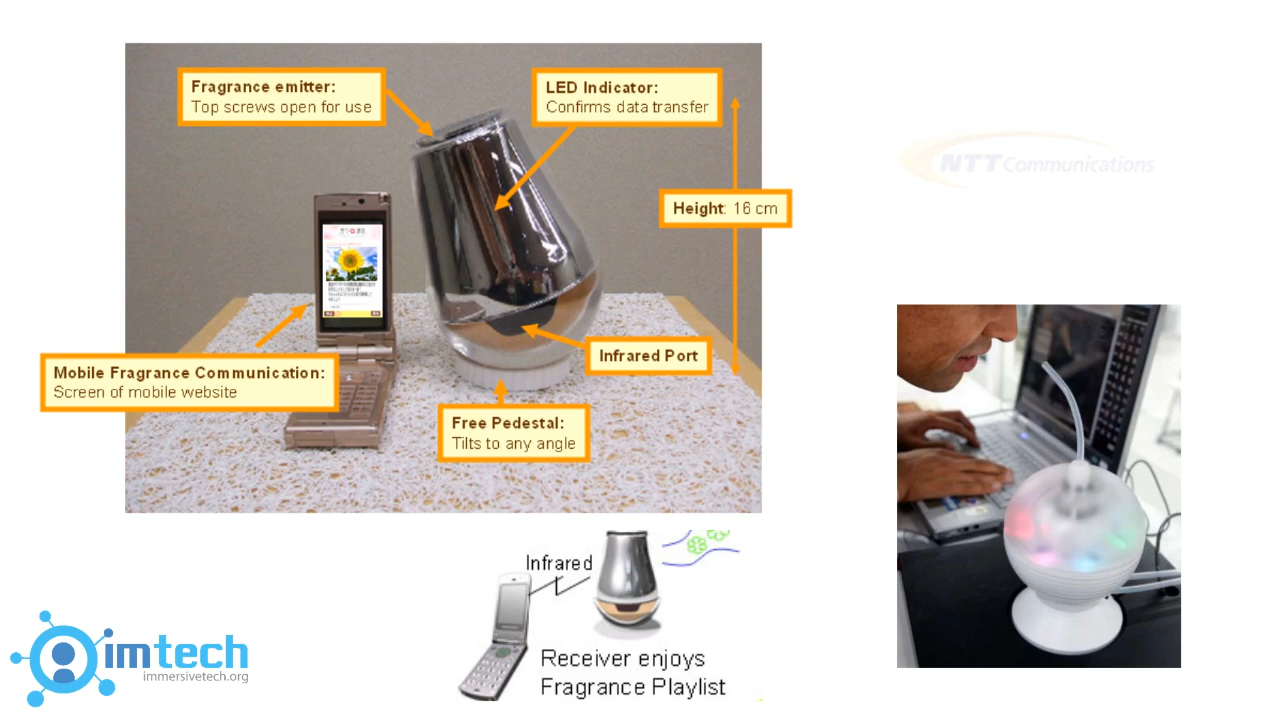 Fragrance emitter:
Top screws open for use
LED Indicator:
Confirms data transfer
NTT Communications
Height: 16 cm
Infrared Port
Mobile Fragrance Communication:
Screen of mobile website
Free Pedestal:
Tilts to any angle
Infrared
Receiver enjoys
Fragrance Playlist
imtech
immersivetech.org